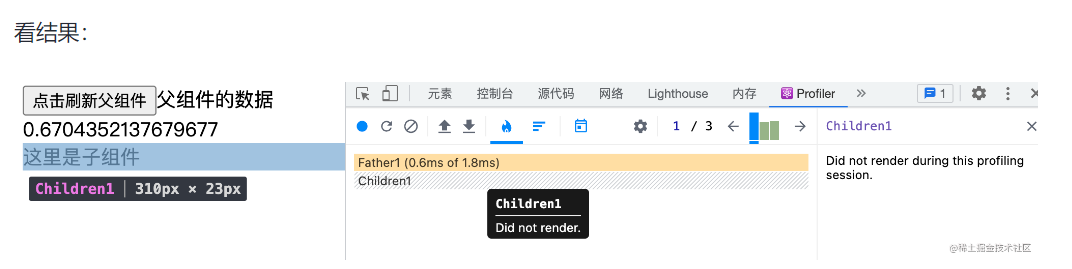 看结果：
点击刷新父组件 父组件的数据
0.6704352137679677
这里是子组件
Children1 | 310px × 23px
元素 控制台 源代码 网络 Lighthouse 内存 Profiler » 1
1 / 3
Children1
Father1 (0.6ms of 1.8ms)
Children1
Children1
Did not render.
Did not render during this profiling
session.
@稀土掘金技术社区